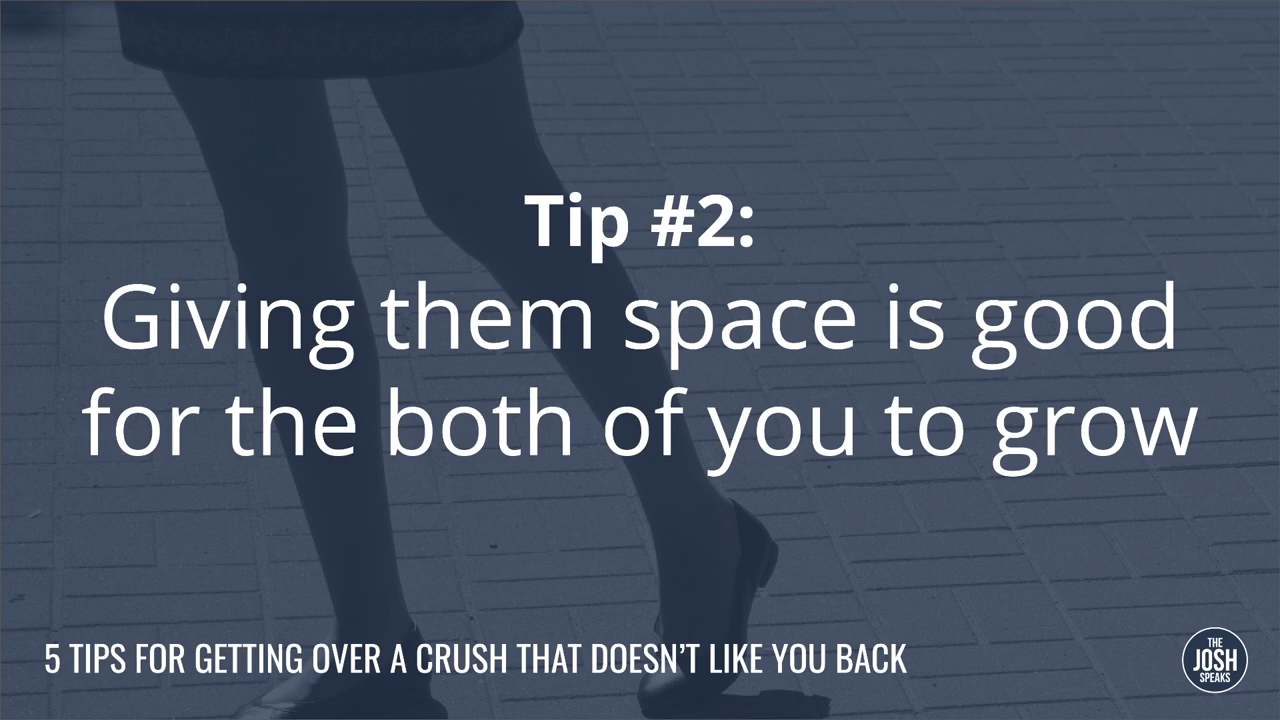 Tip #2:
Giving them space is good
for the both of you to grow
5 TIPS FOR GETTING OVER A CRUSH THAT DOESN'T LIKE YOU BACK
THE
JOSH
SPEAKS